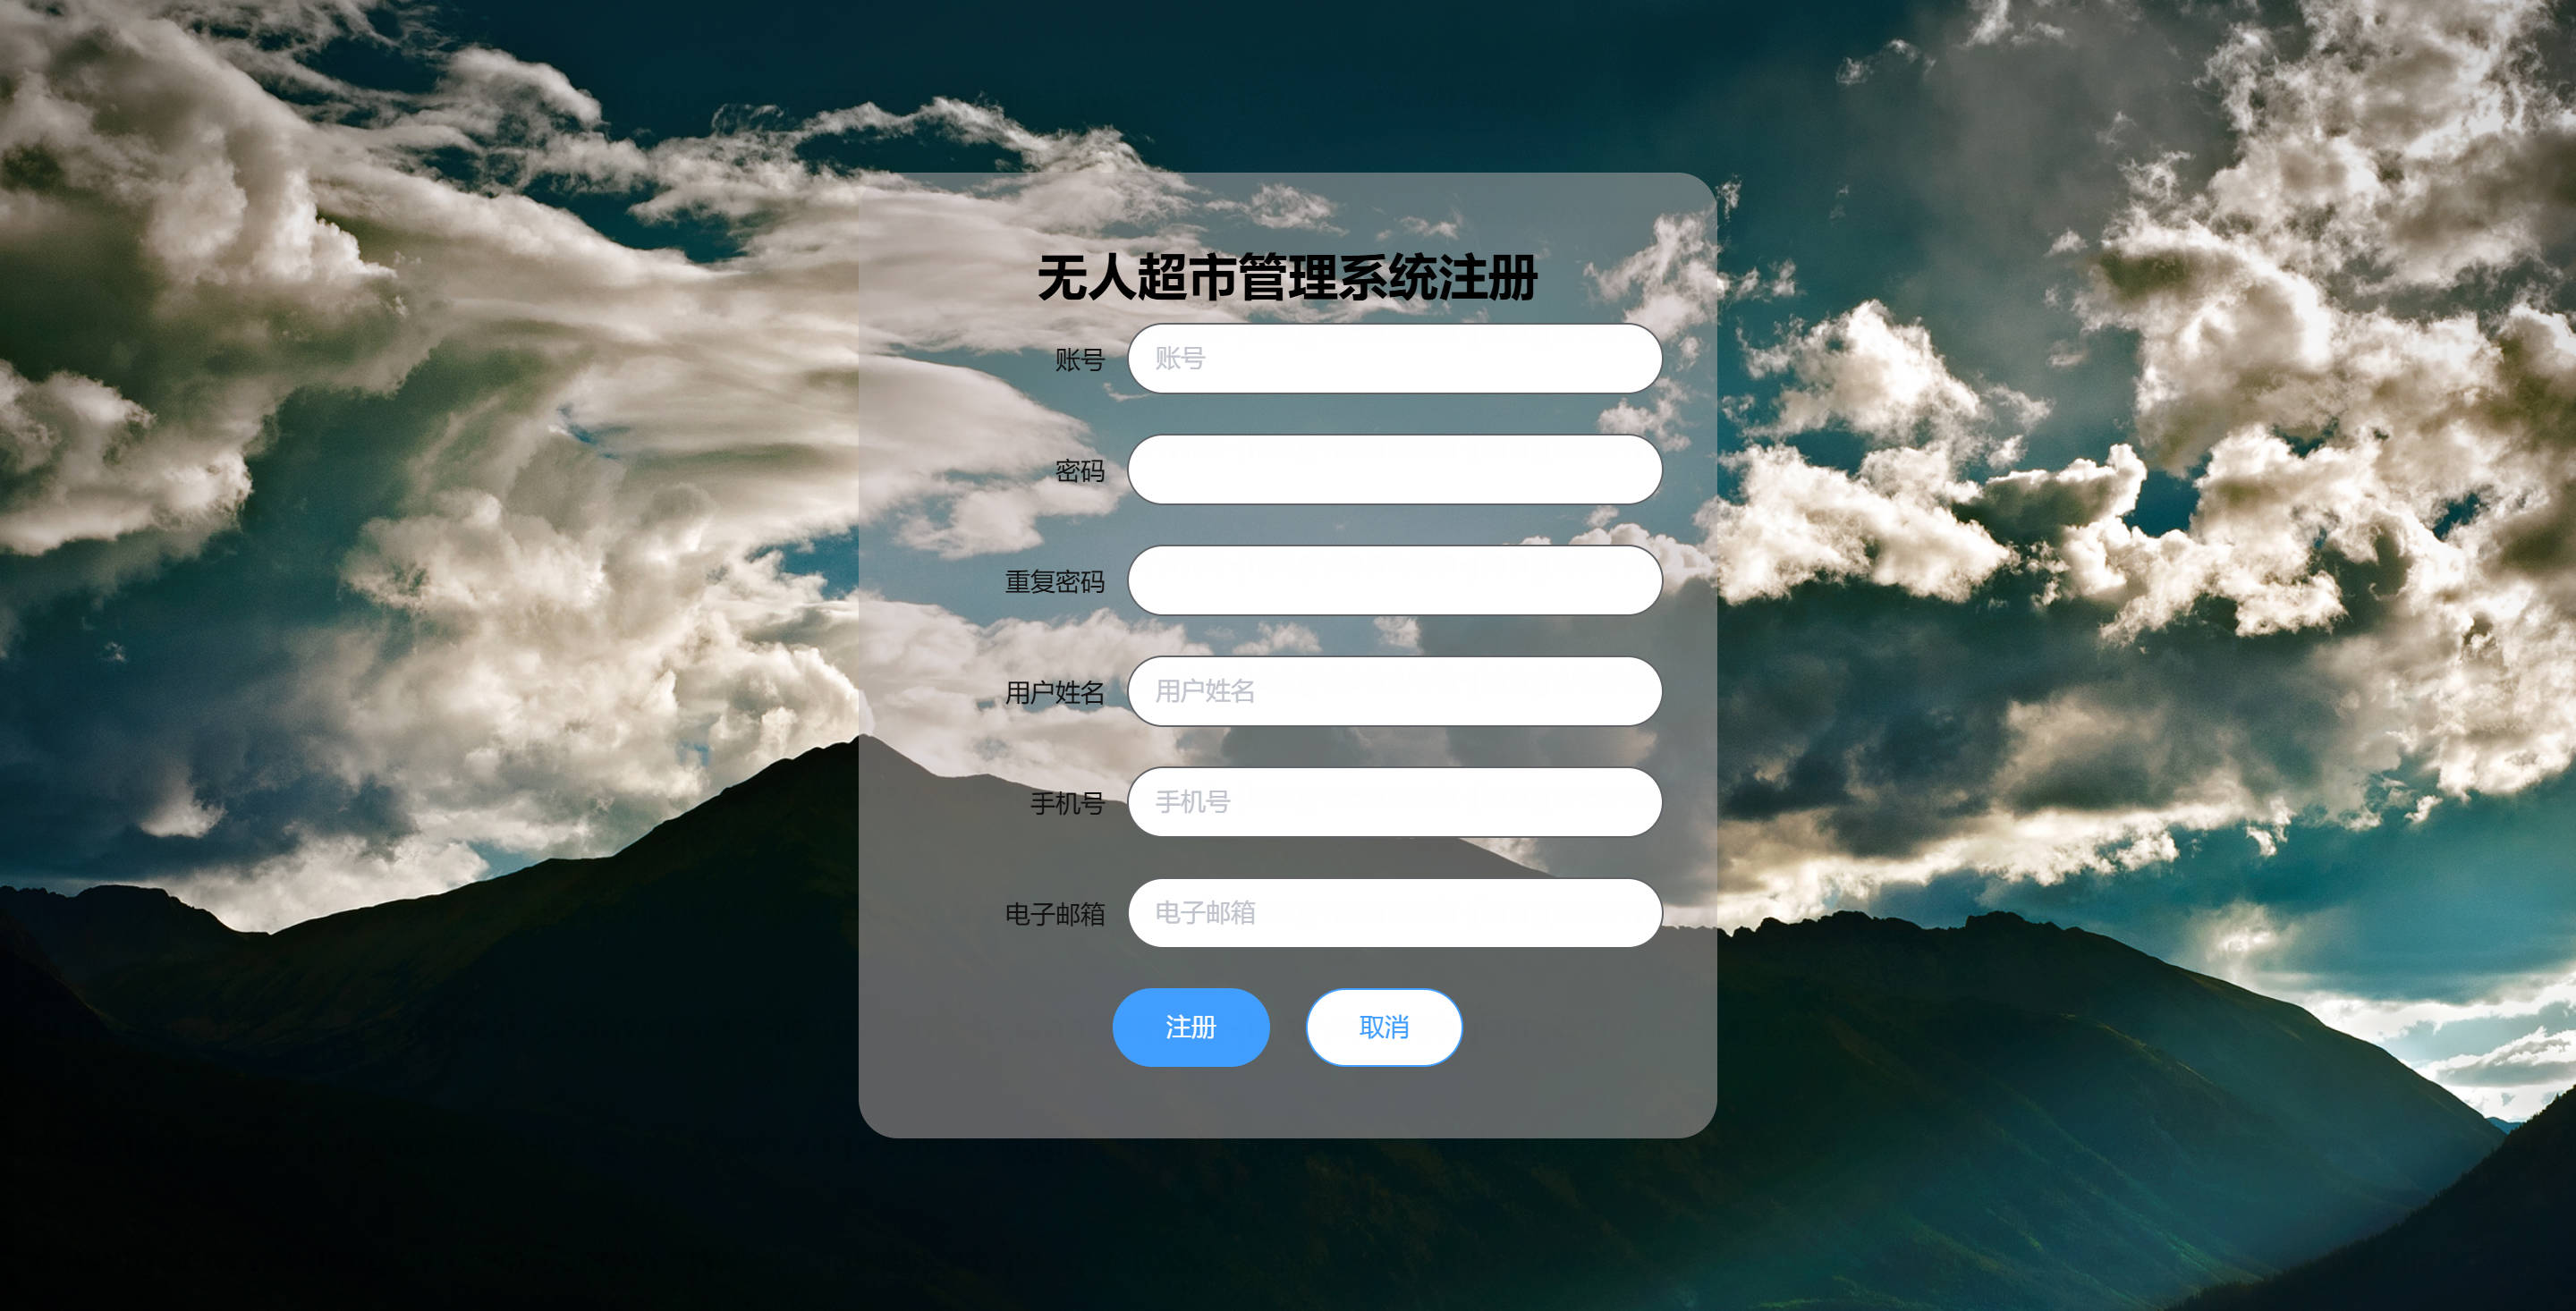 无人超市管理系统注册
账号 账号
密码
重复密码
用户姓名 用户姓名
手机号 手机号
电子邮箱 电子邮箱
注册 取消